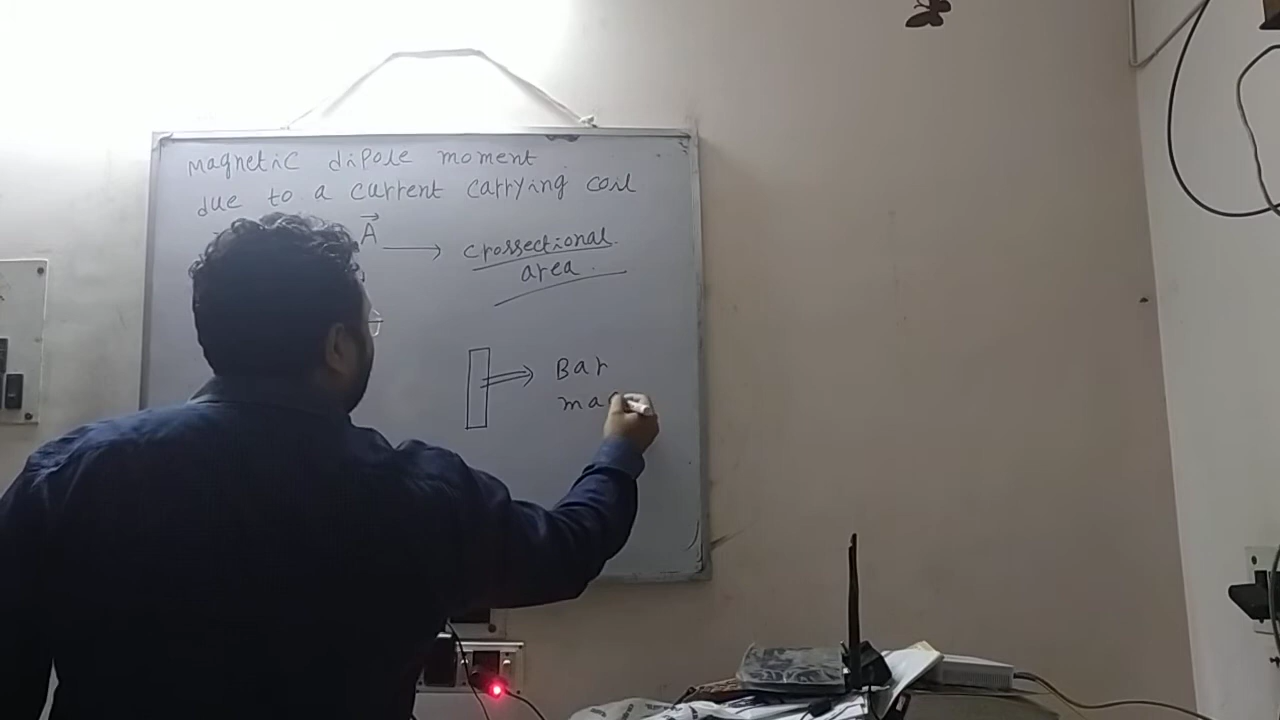 Magnetic dipole moment
due to a current carrying coil
A → crossectional
area.
Bar
ma